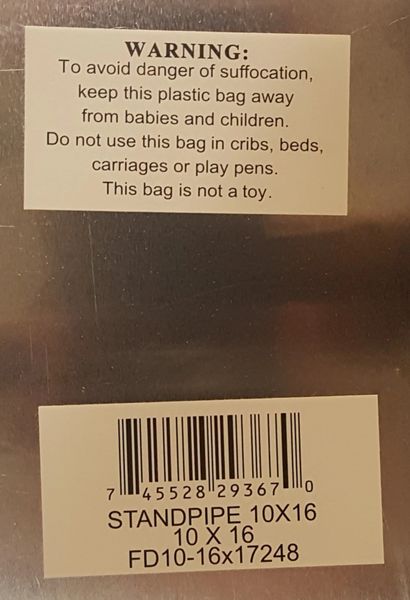 WARNING:
To avoid danger of suffocation,
keep this plastic bag away
from babies and children.
Do not use this bag in cribs, beds,
carriages or play pens.
This bag is not a toy.
7 45528 29367 0
STANDPIPE 10X16
10 X 16
FD10-16x17248